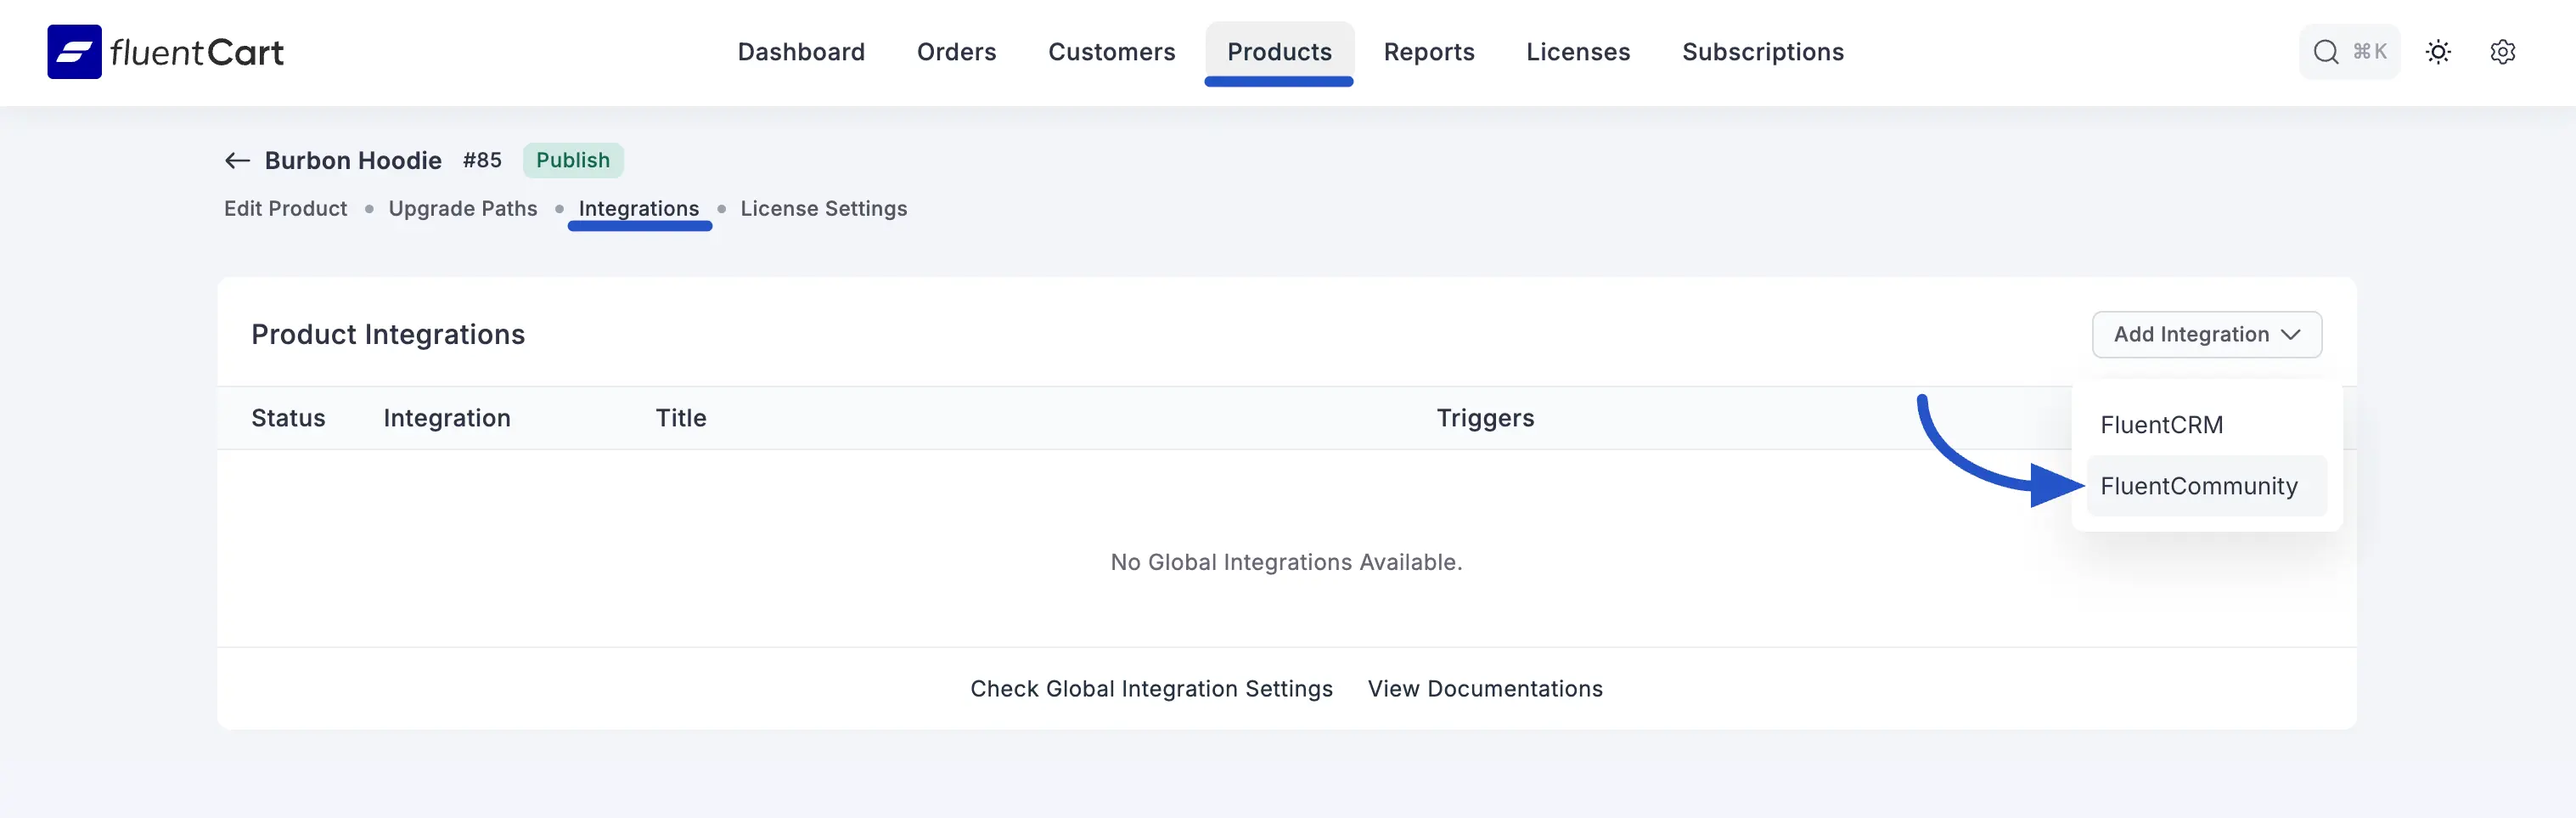 fluentCart Dashboard Orders Customers Products Reports Licenses Subscriptions ⌘K
Burbon Hoodie #85 Publish
Edit Product • Upgrade Paths • Integrations • License Settings
Product Integrations Add Integration
Status Integration Title Triggers
FluentCRM
FluentCommunity
No Global Integrations Available.
Check Global Integration Settings View Documentations